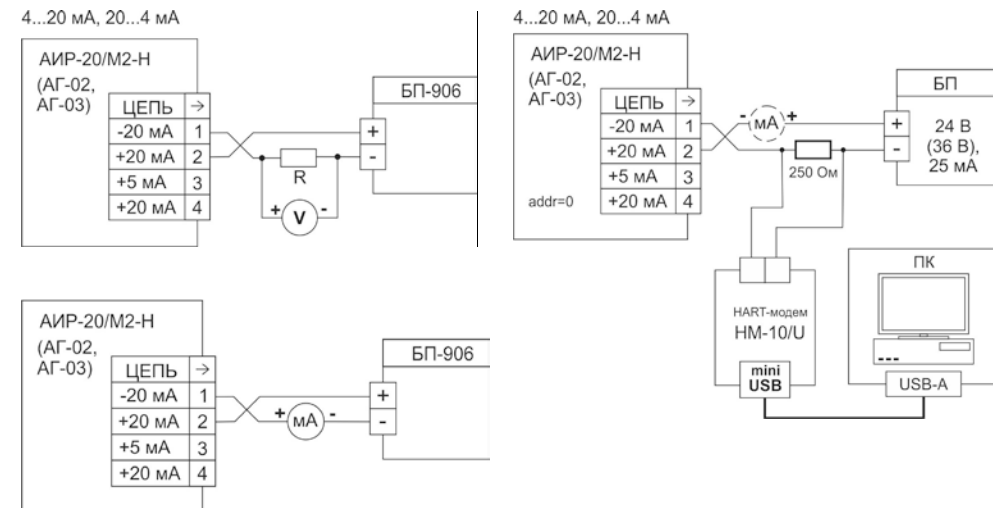 4...20 мА, 20...4 мА
АИР-20/М2-Н
(АГ-02,
АГ-03)
ЦЕПЬ →
-20 мА 1
+20 мА 2
+5 мА 3
+20 мА 4
R
+ V -
БП-906
+
-
4...20 мА, 20...4 мА
АИР-20/М2-Н
(АГ-02,
АГ-03)
ЦЕПЬ →
-20 мА 1
+20 мА 2
+5 мА 3
+20 мА 4
addr=0
- мА +
250 Ом
БП
+
-
24 В
(36 В),
25 мА
HART-модем
НМ-10/U
mini
USB
ПК
USB-A
АИР-20/М2-Н
(АГ-02,
АГ-03)
ЦЕПЬ →
-20 мА 1
+20 мА 2
+5 мА 3
+20 мА 4
+ мА -
БП-906
+
-